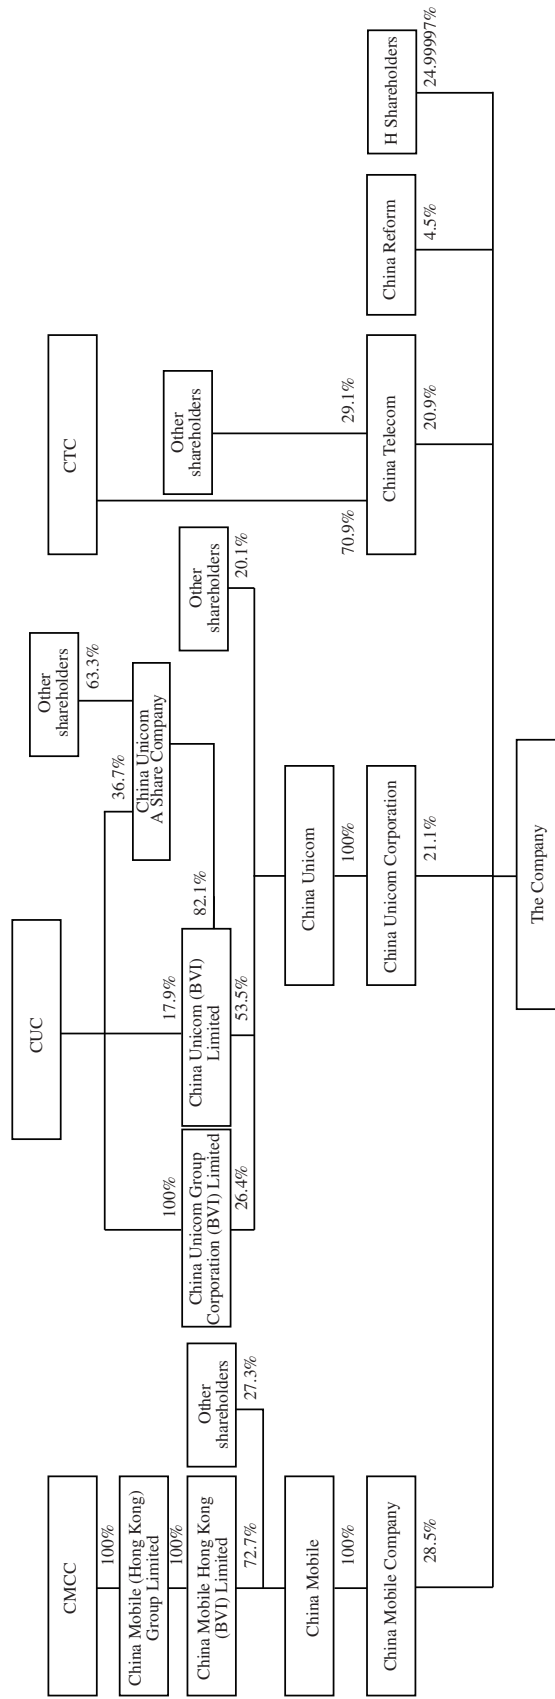 CMCC
100%
China Mobile (Hong Kong)
Group Limited
100%
China Mobile Hong Kong
(BVI) Limited
72.7%
Other
shareholders
27.3%
China Mobile
100%
China Mobile Company
28.5%
CUC
100%
China Unicom Group
Corporation (BVI) Limited
26.4%
17.9%
China Unicom (BVI)
Limited
53.5%
82.1%
36.7%
China Unicom
A Share Company
Other
shareholders
63.3%
Other
shareholders
20.1%
China Unicom
100%
China Unicom Corporation
21.1%
CTC
70.9%
Other
shareholders
29.1%
China Telecom
20.9%
China Reform
4.5%
H Shareholders
24.99997%
The Company